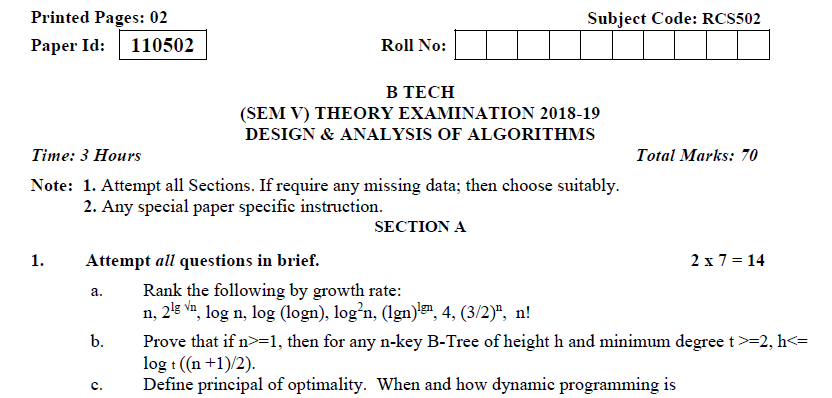 Printed Pages: 02 Subject Code: RCS502
Paper Id: 110502 Roll No:
B TECH
(SEM V) THEORY EXAMINATION 2018-19
DESIGN & ANALYSIS OF ALGORITHMS
Time: 3 Hours Total Marks: 70
Note: 1. Attempt all Sections. If require any missing data; then choose suitably.
2. Any special paper specific instruction.
SECTION A
1. Attempt all questions in brief. 2 x 7 = 14
a. Rank the following by growth rate:
n, 2^lg √n, log n, log (logn), log²n, (lgn)^lgn, 4, (3/2)ⁿ, n!
b. Prove that if n>=1, then for any n-key B-Tree of height h and minimum degree t >=2, h<=
log t ((n +1)/2).
c. Define principal of optimality. When and how dynamic programming is